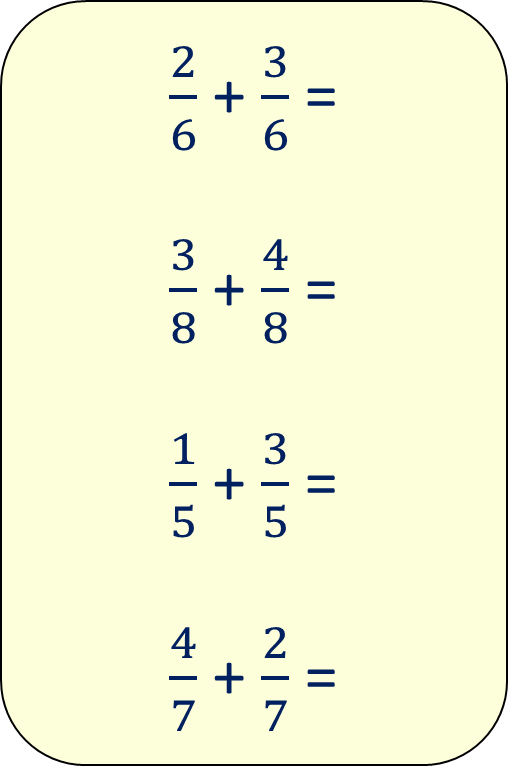 2/6 + 3/6 =
3/8 + 4/8 =
1/5 + 3/5 =
4/7 + 2/7 =